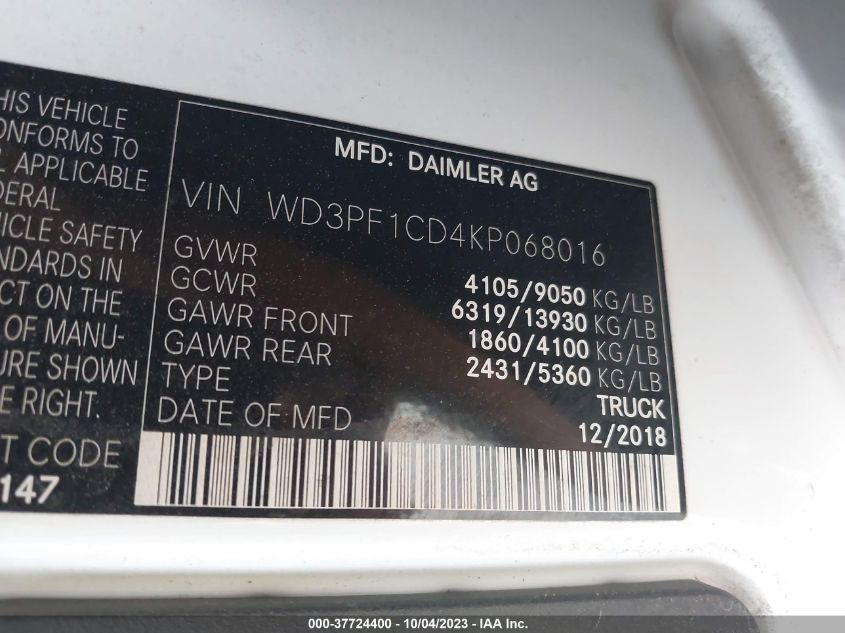 HIS VEHICLE
ONFORMS TO
APPLICABLE
DERAL
HICLE SAFETY
NDARDS IN
CT ON THE
OF MANU-
URE SHOWN
E RIGHT.
T CODE
147
MFD: DAIMLER AG
VIN WD3PF1CD4KP068016
GVWR 4105/9050 KG/LB
GCWR 6319/13930 KG/LB
GAWR FRONT 1860/4100 KG/LB
GAWR REAR 2431/5360 KG/LB
TYPE TRUCK
DATE OF MFD 12/2018
000-37724400 - 10/04/2023 - IAA Inc.